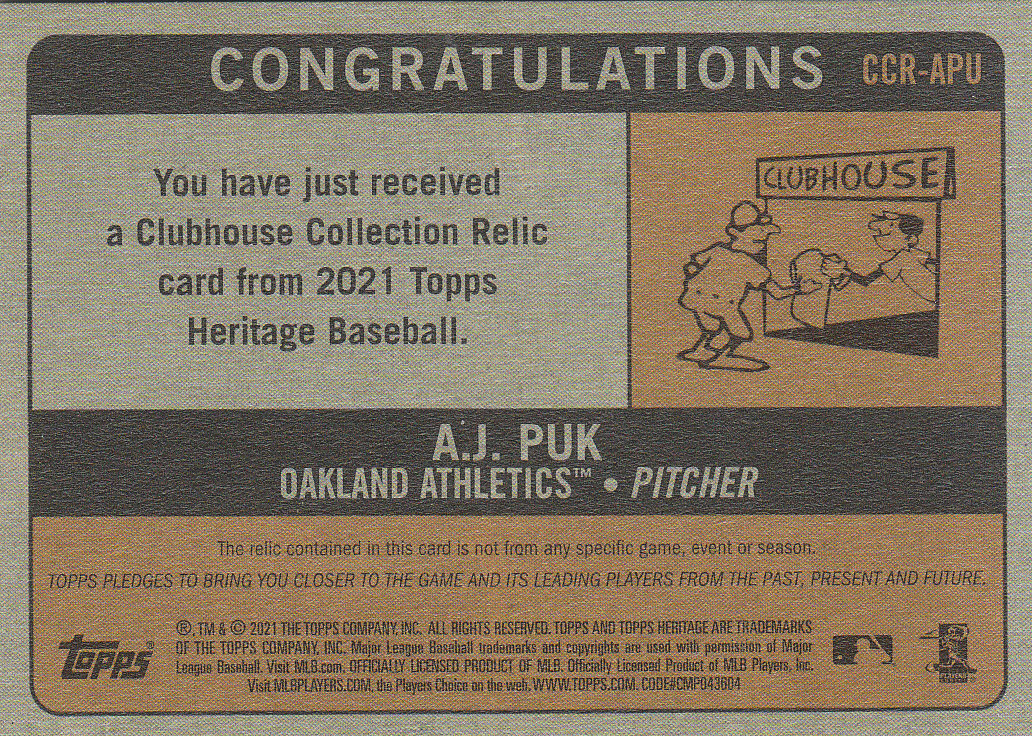 CONGRATULATIONS
CCR-APU
You have just received
a Clubhouse Collection Relic
card from 2021 Topps
Heritage Baseball.
CLUBHOUSE
A.J. PUK
OAKLAND ATHLETICS™ • PITCHER
The relic contained in this card is not from any specific game, event or season.
TOPPS PLEDGES TO BRING YOU CLOSER TO THE GAME AND ITS LEADING PLAYERS FROM THE PAST, PRESENT AND FUTURE.
topps®
®, TM & © 2021 THE TOPPS COMPANY, INC. ALL RIGHTS RESERVED. TOPPS AND TOPPS HERITAGE ARE TRADEMARKS
OF THE TOPPS COMPANY, INC. Major League Baseball trademarks and copyrights are used with permission of Major
League Baseball. Visit MLB.com. OFFICIALLY LICENSED PRODUCT OF MLB. Officially Licensed Product of MLB Players, Inc.
Visit MLBPLAYERS.COM, the Players Choice on the web. WWW.TOPPS.COM. CODE#CMP043604
PLAYERS